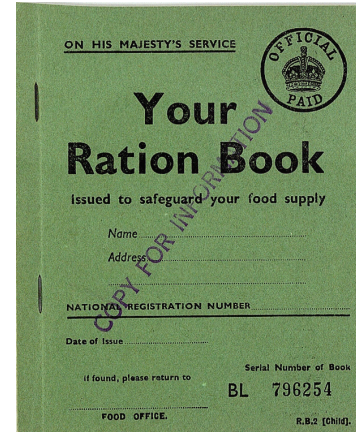 ON HIS MAJESTY'S SERVICE
OFFICIAL
PAID
Your
Ration Book
Issued to safeguard your food supply
Name
Address
NATIONAL REGISTRATION NUMBER
Date of Issue
If found, please return to
Serial Number of Book
BL 796254
FOOD OFFICE.
R.B.2 [Child].
COPY FOR INFORMATION